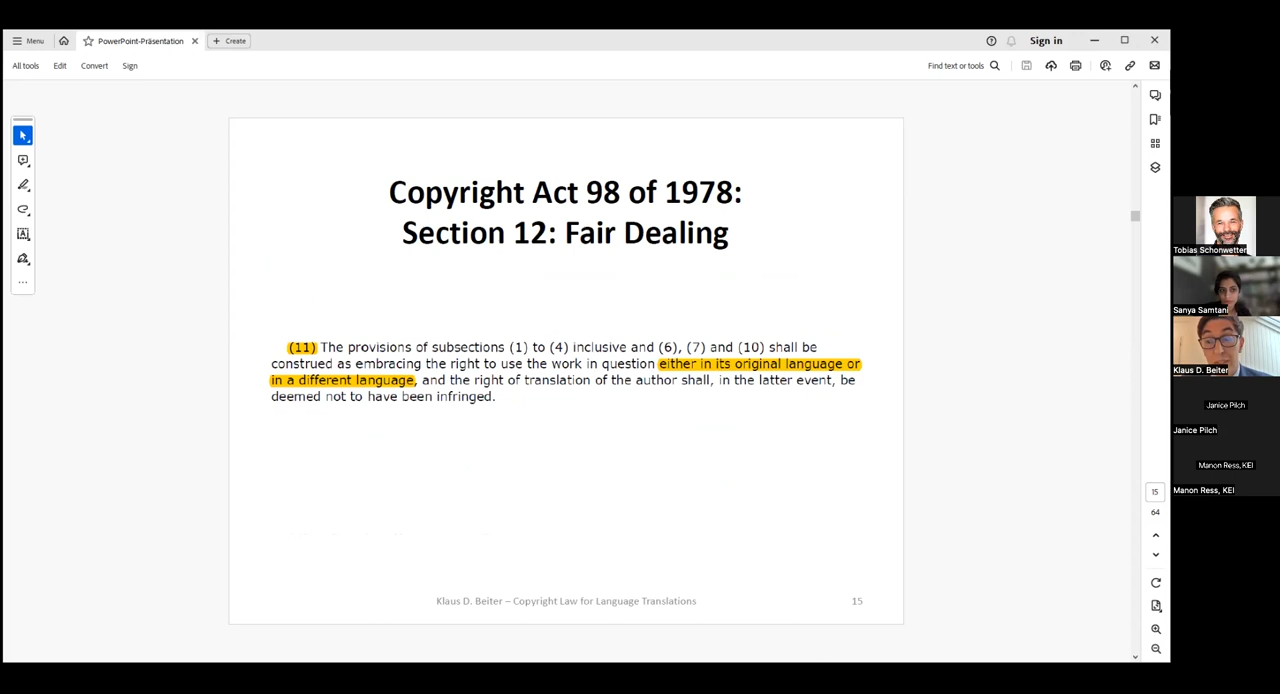 Menu
PowerPoint-Präsentation
Create
Sign in
All tools
Edit
Convert
Sign
Find text or tools
Copyright Act 98 of 1978:
Section 12: Fair Dealing
(11) The provisions of subsections (1) to (4) inclusive and (6), (7) and (10) shall be
construed as embracing the right to use the work in question either in its original language or
in a different language, and the right of translation of the author shall, in the latter event, be
deemed not to have been infringed.
Klaus D. Beiter – Copyright Law for Language Translations
15
15
64
Tobias Schonwetter
Sanya Samtani
Klaus D. Beiter
Janice Pilch
Janice Pilch
Manon Ress, KEI
Manon Ress, KEI